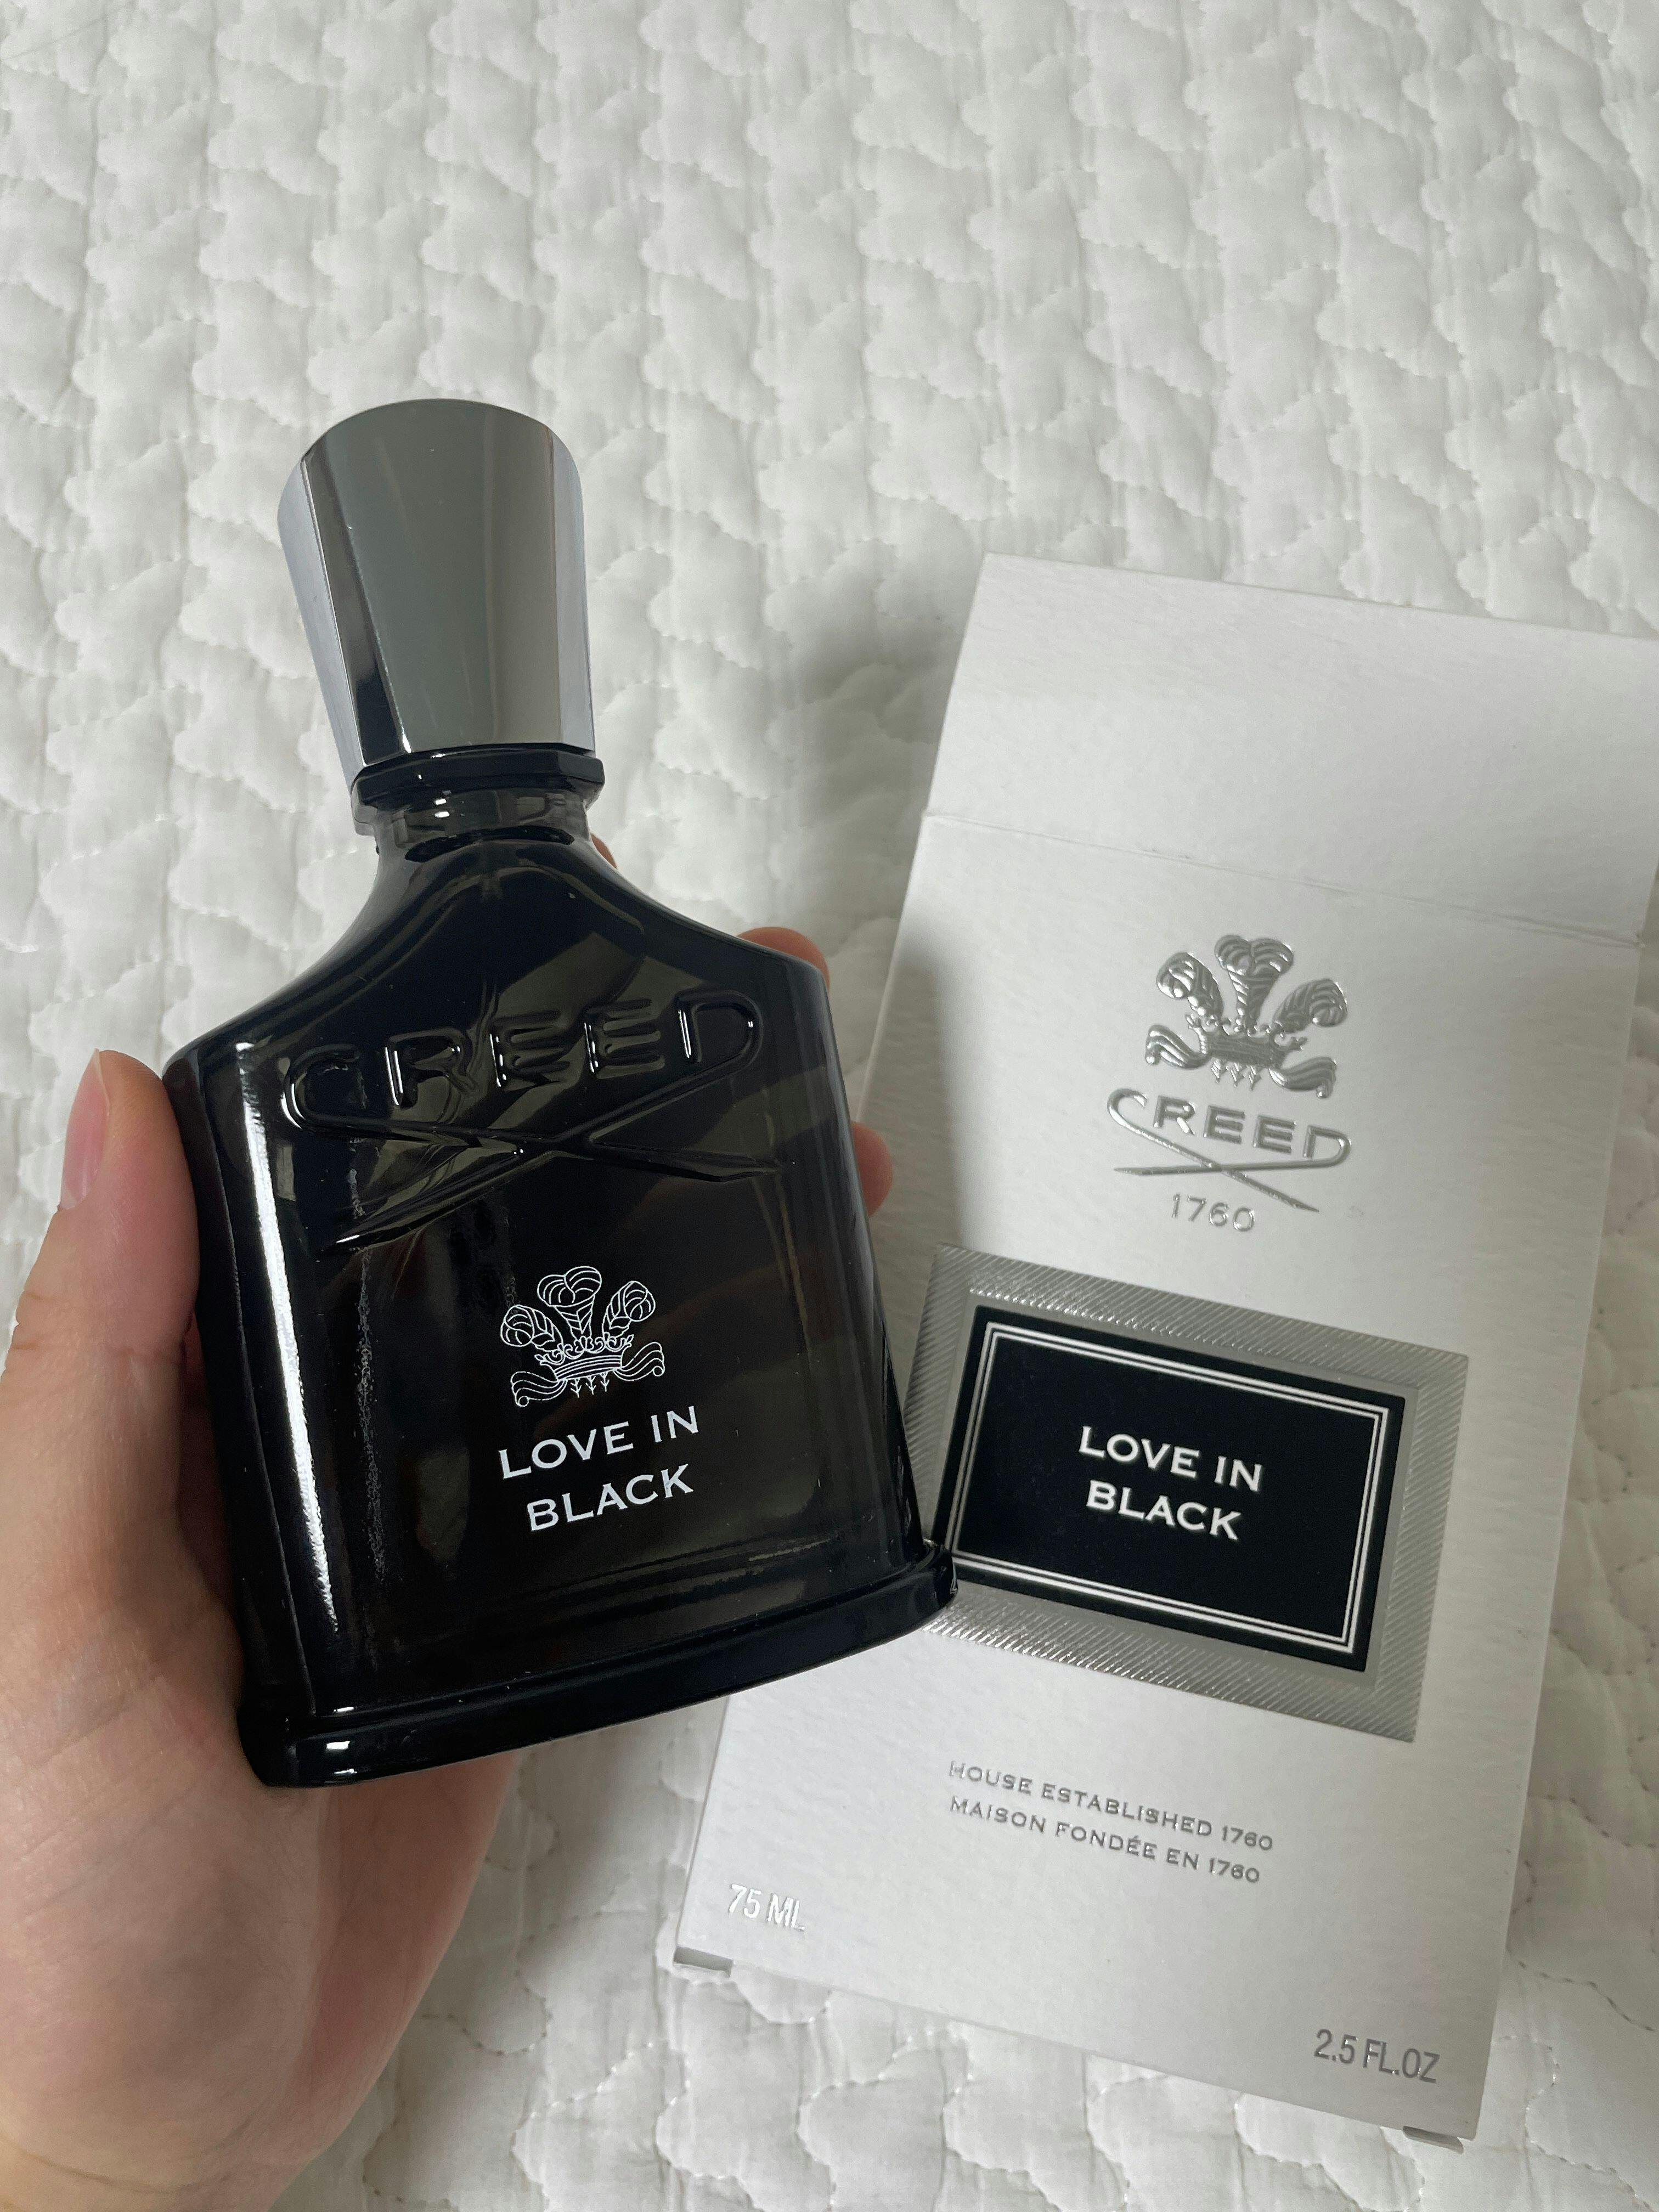 CREED
LOVE IN
BLACK
CREED
1760
LOVE IN
BLACK
HOUSE ESTABLISHED 1760
MAISON FONDÉE EN 1760
75 ML
2.5 FL.OZ